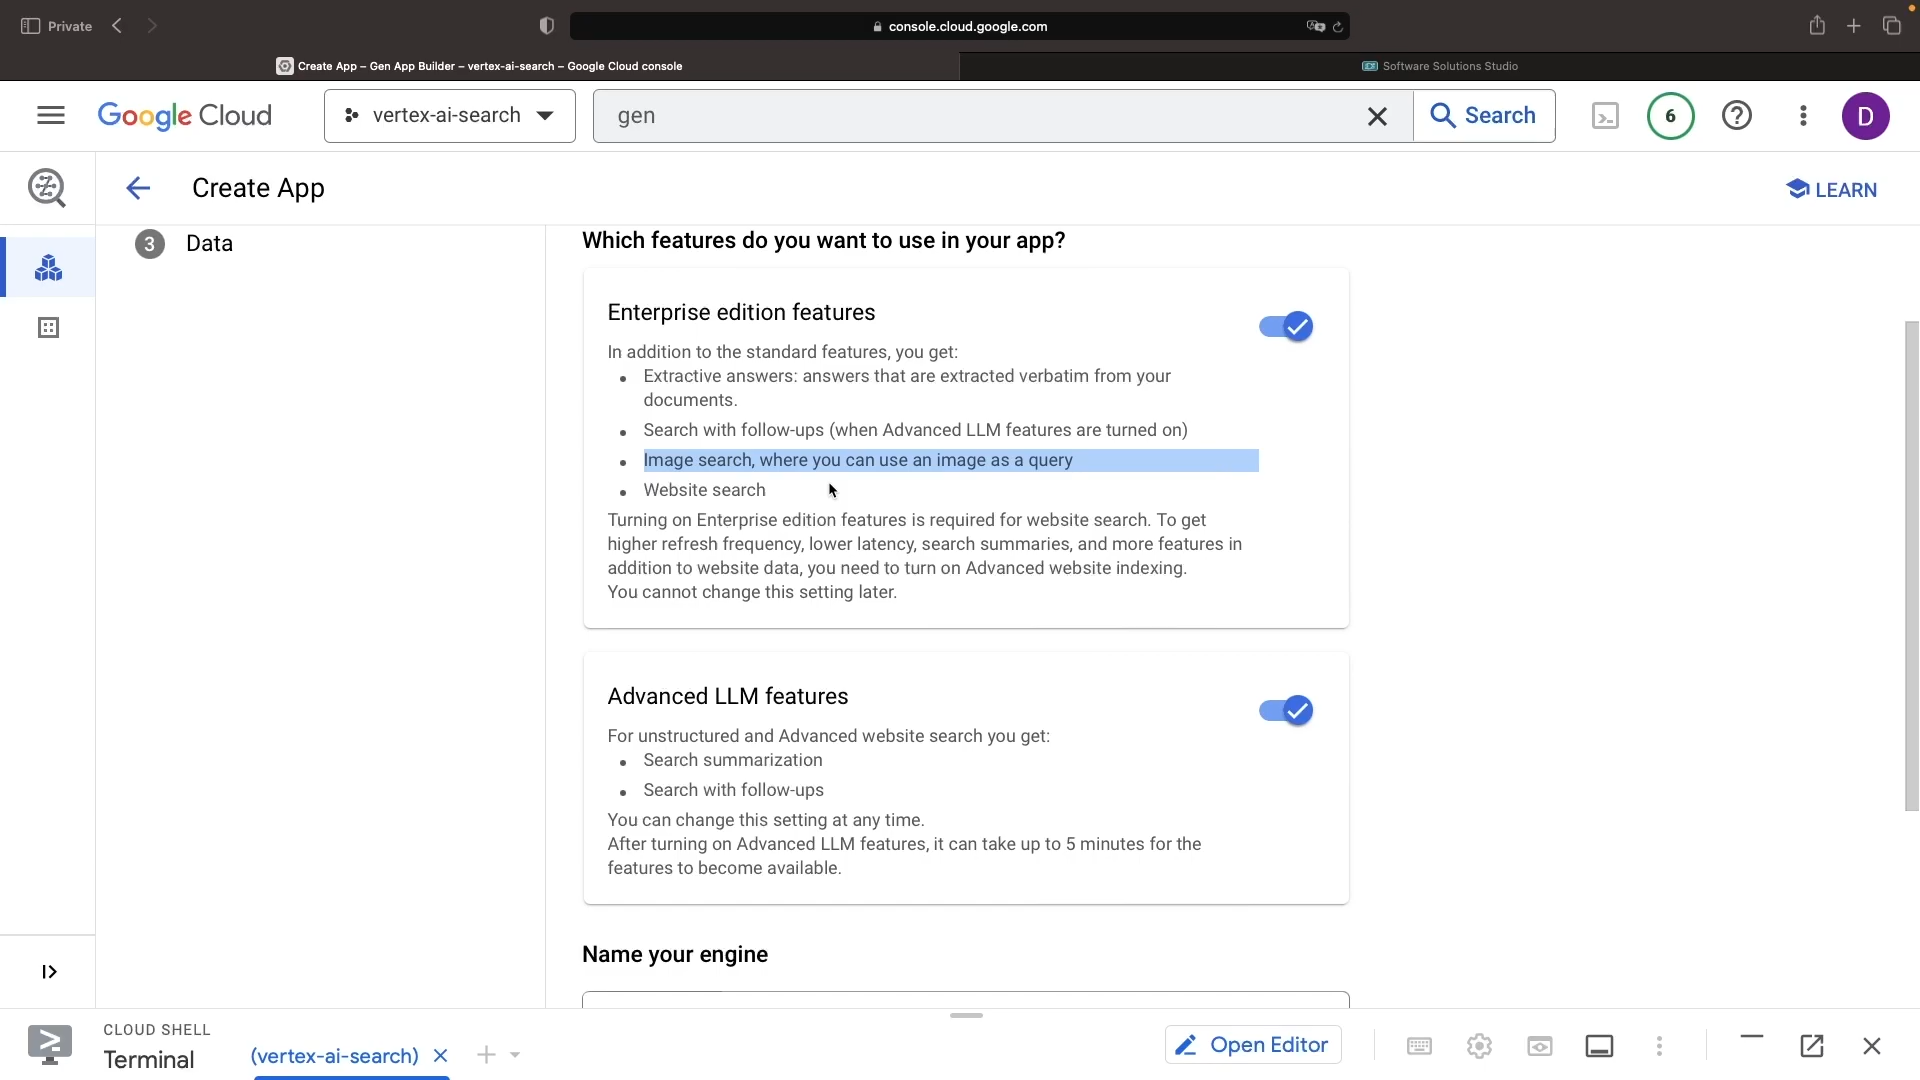 Private
console.cloud.google.com
Create App – Gen App Builder – vertex-ai-search – Google Cloud console
Software Solutions Studio
Google Cloud
vertex-ai-search
gen
Search
6
D
Create App
LEARN
3 Data
Which features do you want to use in your app?
Enterprise edition features
In addition to the standard features, you get:
Extractive answers: answers that are extracted verbatim from your
documents.
Search with follow-ups (when Advanced LLM features are turned on)
Image search, where you can use an image as a query
Website search
Turning on Enterprise edition features is required for website search. To get
higher refresh frequency, lower latency, search summaries, and more features in
addition to website data, you need to turn on Advanced website indexing.
You cannot change this setting later.
Advanced LLM features
For unstructured and Advanced website search you get:
Search summarization
Search with follow-ups
You can change this setting at any time.
After turning on Advanced LLM features, it can take up to 5 minutes for the
features to become available.
Name your engine
CLOUD SHELL
Terminal
(vertex-ai-search)
Open Editor